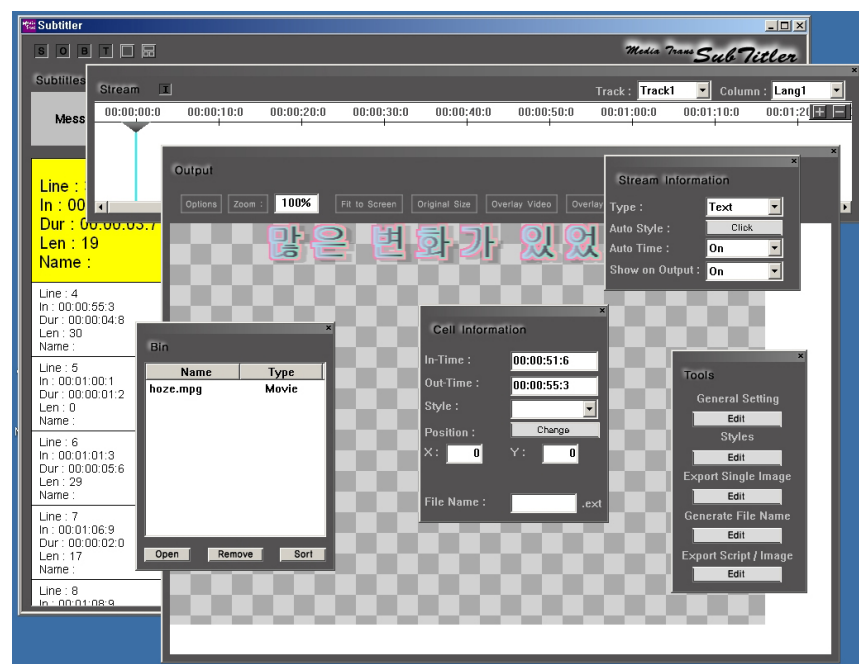 Subtitler
S O B T
Media Trans SubTitler
Subtitles
Stream I
Track : Track1 Column : Lang1
00:00:00:0 00:00:10:0 00:00:20:0 00:00:30:0 00:00:40:0 00:00:50:0 00:01:00:0 00:01:10:0
Output
Options Zoom : 100% Fit to Screen Original Size Overlay Video Overlay
많은 변화가 있었
Stream Information
Type : Text
Auto Style : Click
Auto Time : On
Show on Output : On
Line :
In : 00
Dur : 00:00:03:7
Len : 19
Name :
Line : 4
In : 00:00:55:3
Dur : 00:00:04:8
Len : 30
Name :
Line : 5
In : 00:01:00:1
Dur : 00:00:01:2
Len : 0
Name :
Line : 6
In : 00:01:01:3
Dur : 00:00:05:6
Len : 29
Name :
Line : 7
In : 00:01:06:9
Dur : 00:00:02:0
Len : 17
Name :
Line : 8
In : 00:01:08:9
Bin
Name Type
hoze.mpg Movie
Open Remove Sort
Cell Information
In-Time : 00:00:51:6
Out-Time : 00:00:55:3
Style :
Position : Change
X : 0 Y : 0
File Name : .ext
Tools
General Setting
Edit
Styles
Edit
Export Single Image
Edit
Generate File Name
Edit
Export Script / Image
Edit